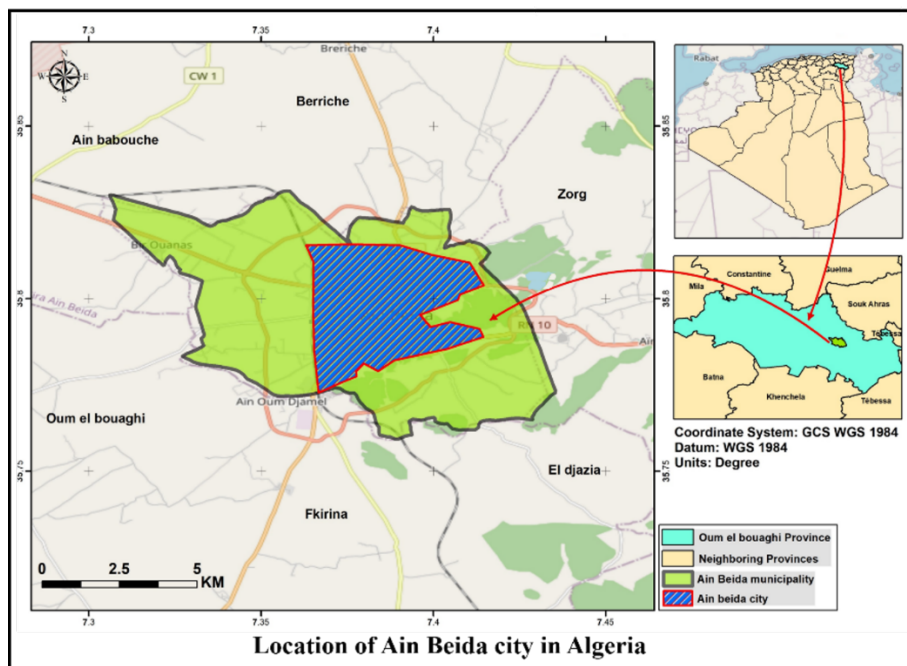 7.3
7.35
7.4
7.45
Breriche
CW 1
N
W
E
S
Berriche
Ain babouche
35.85
35.85
Zorg
Bir Ouanas
35.8
35.8
RN 10
Ain Oum Djamel
Oum el bouaghi
35.75
35.75
El djazia
Fkirina
0
2.5
5
KM
7.3
7.35
7.4
7.45
Rabat
Constantine
Guelma
Mila
Souk Ahras
Tébessa
Batna
Khenchela
Tébessa
Coordinate System: GCS WGS 1984
Datum: WGS 1984
Units: Degree
Oum el bouaghi Province
Neighboring Provinces
Ain Beida municipality
Ain beida city
Location of Ain Beida city in Algeria